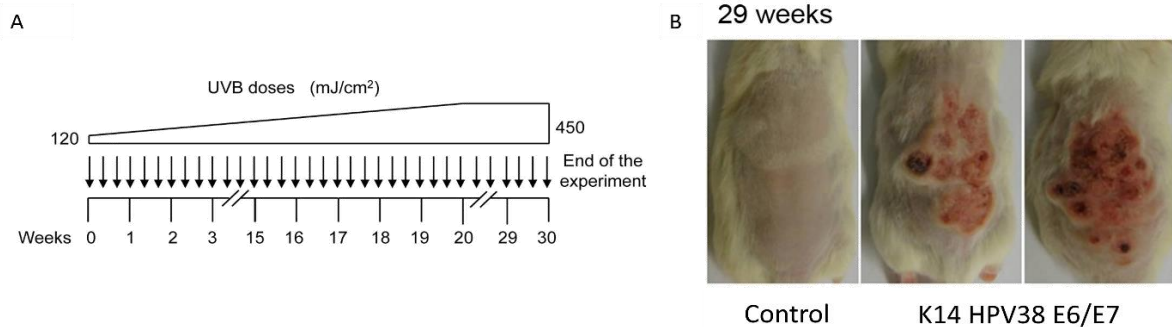 A
UVB doses (mJ/cm²)
120
450
End of the
experiment
Weeks 0 1 2 3 15 16 17 18 19 20 29 30
B
29 weeks
Control
K14 HPV38 E6/E7